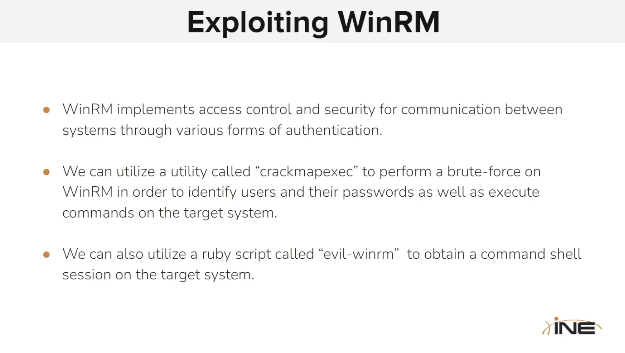 Exploiting WinRM
● WinRM implements access control and security for communication between
systems through various forms of authentication.
● We can utilize a utility called “crackmapexec” to perform a brute-force on
WinRM in order to identify users and their passwords as well as execute
commands on the target system.
● We can also utilize a ruby script called “evil-winrm” to obtain a command shell
session on the target system.
INE